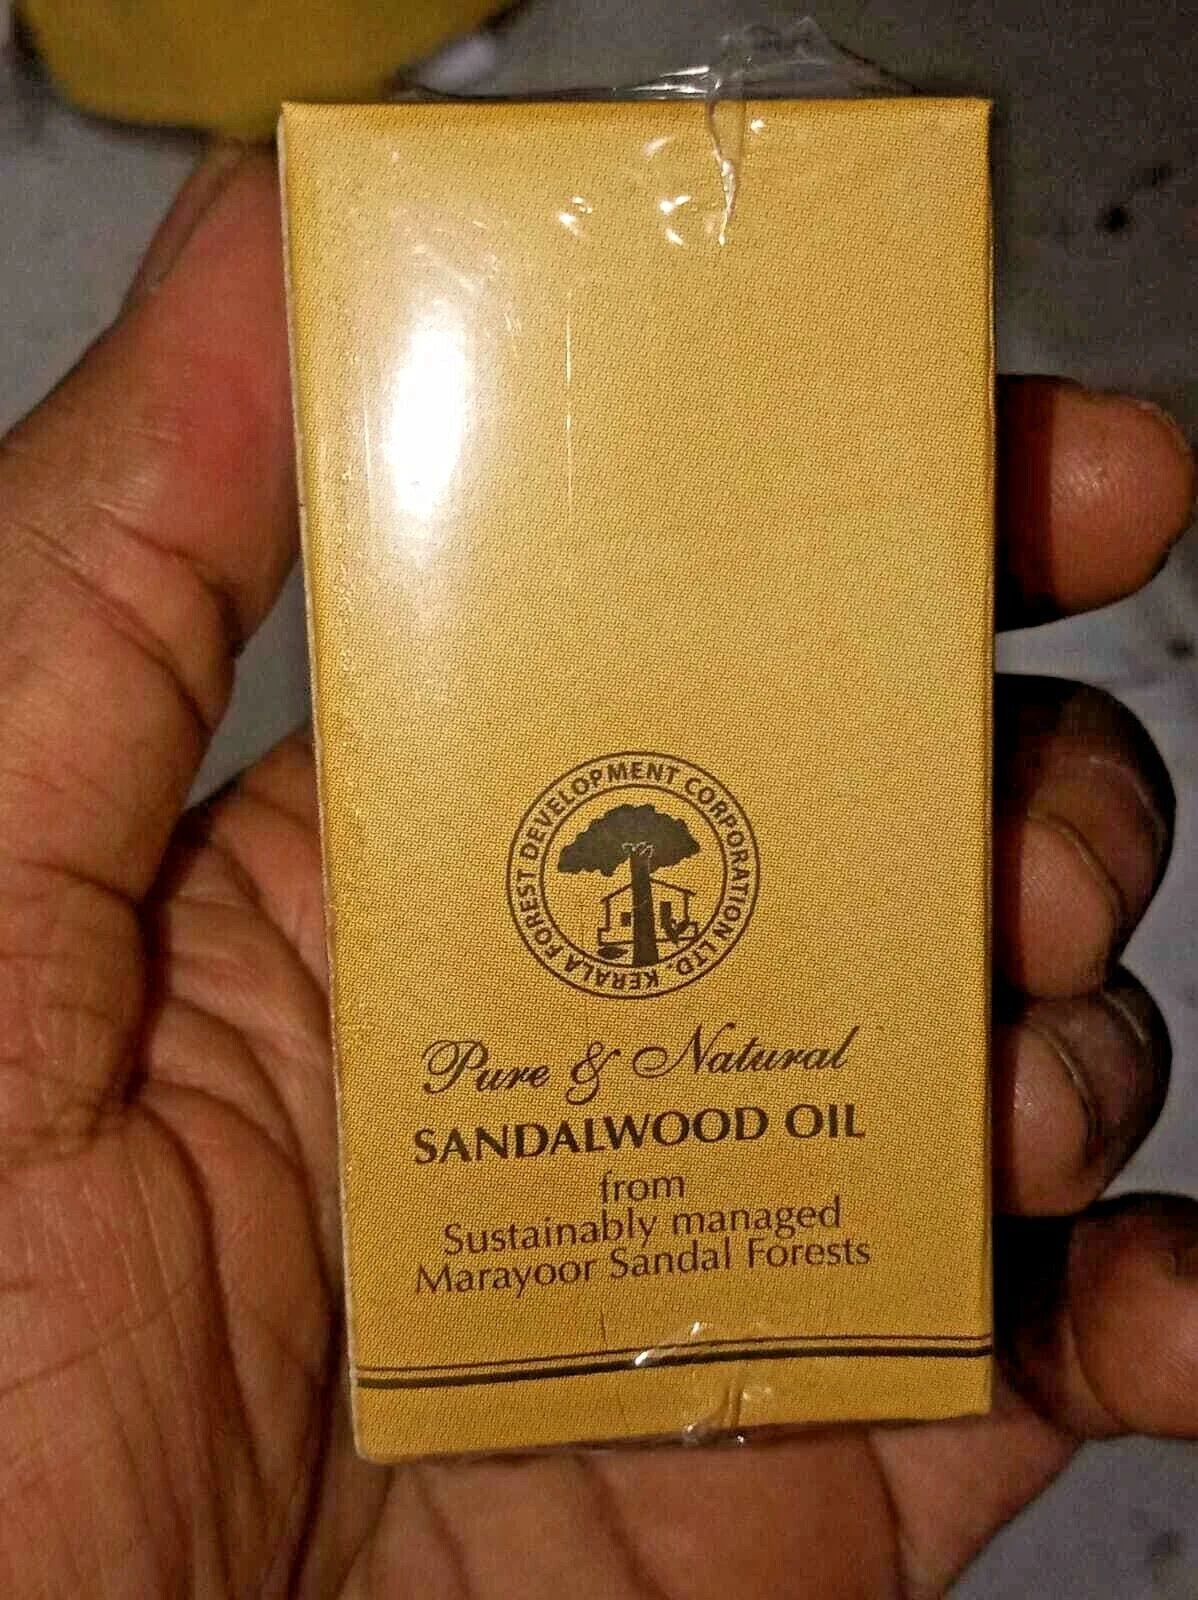 KERALA FOREST DEVELOPMENT CORPORATION LTD.
Pure & Natural
SANDALWOOD OIL
from
Sustainably managed
Marayoor Sandal Forests